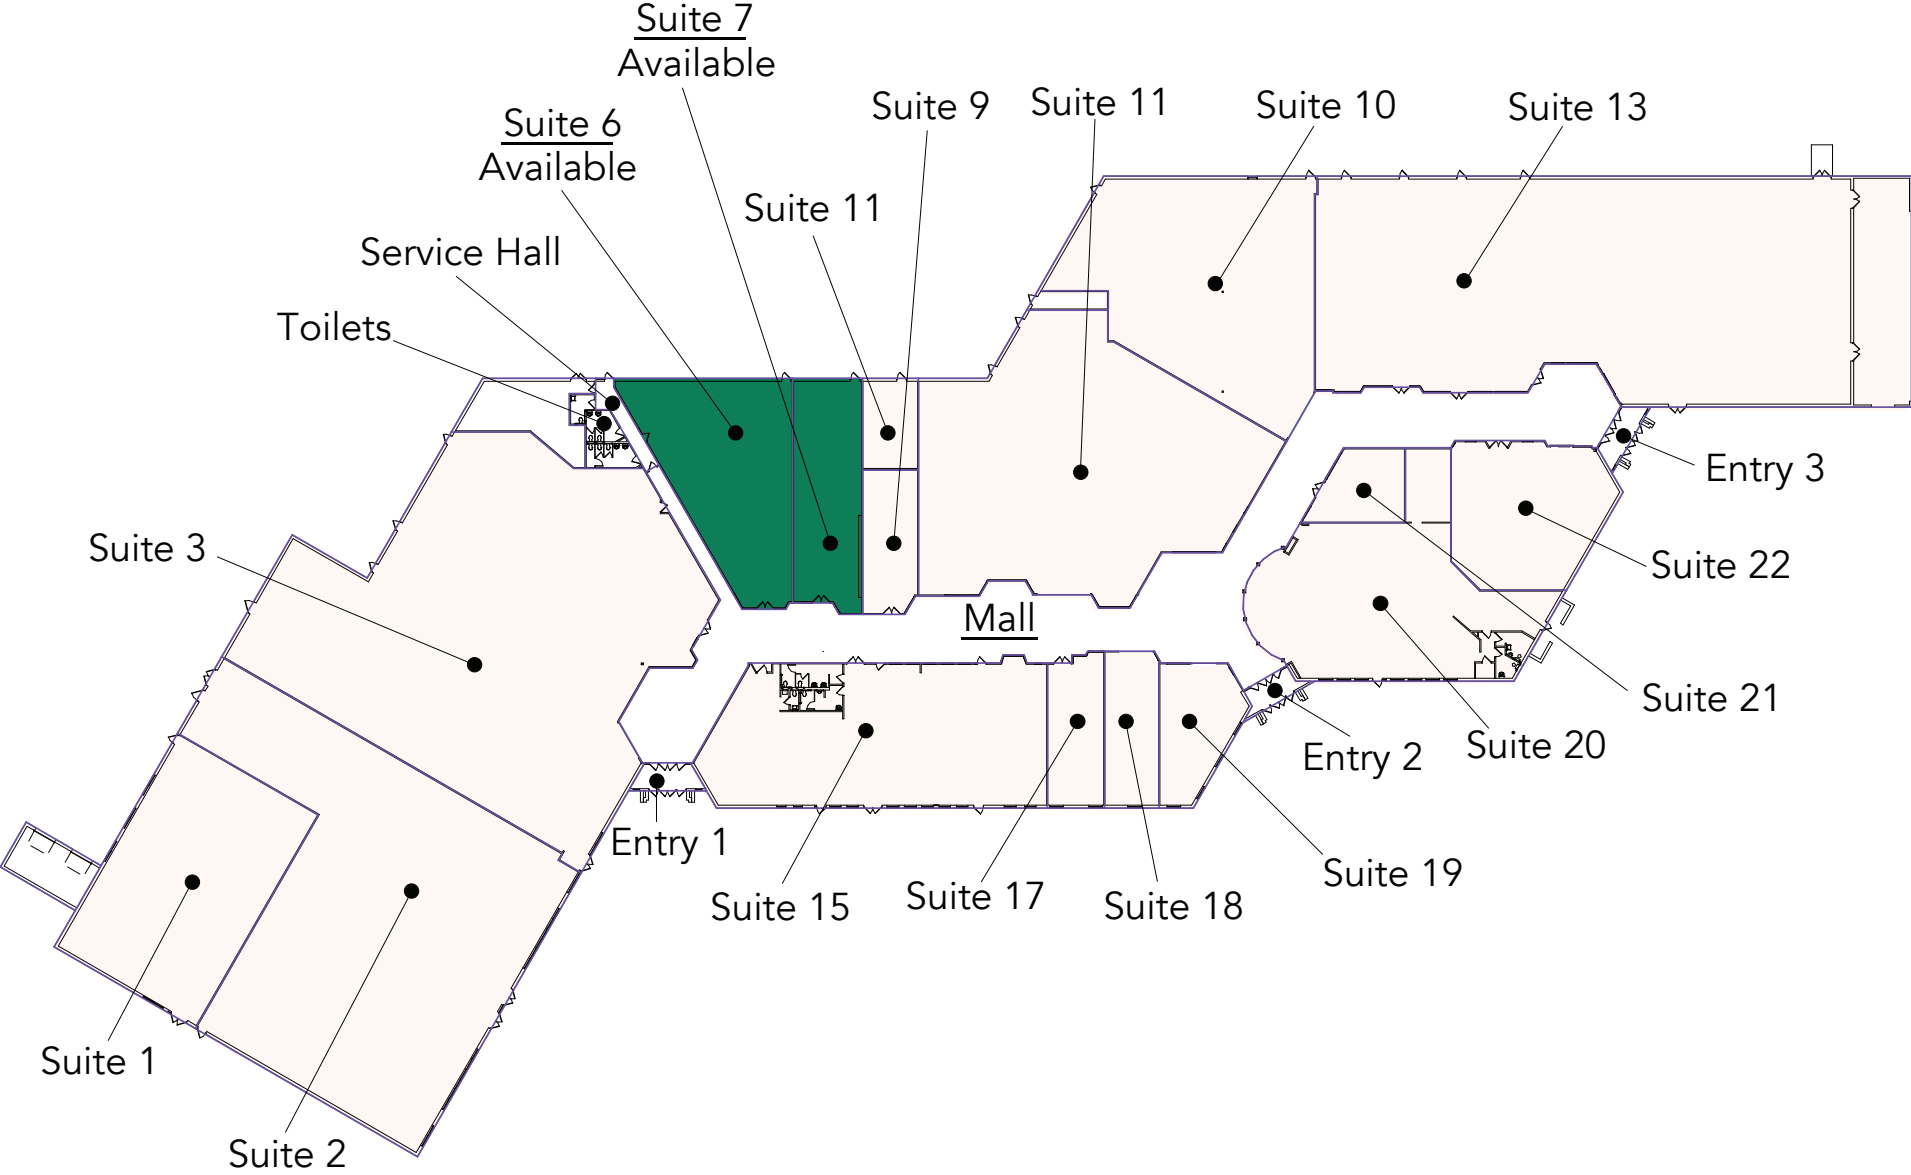 Suite 7
Available
Suite 9
Suite 11
Suite 10
Suite 13
Suite 6
Available
Suite 11
Service Hall
Toilets
Suite 3
Mall
Entry 3
Suite 22
Suite 21
Suite 20
Entry 2
Entry 1
Suite 19
Suite 15
Suite 17
Suite 18
Suite 1
Suite 2